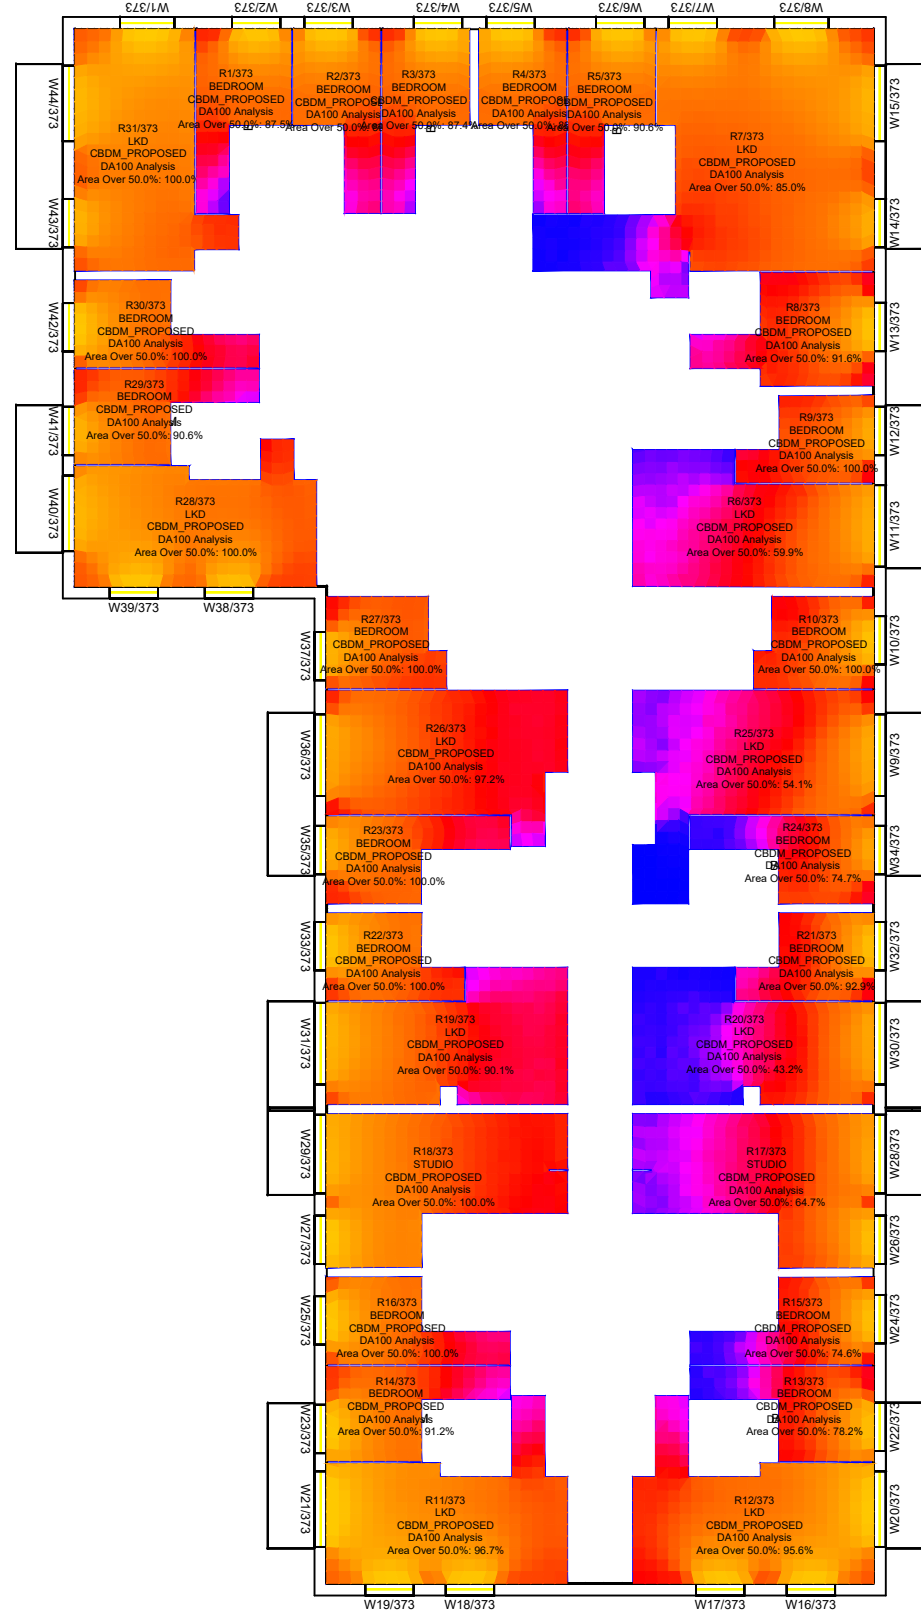 W1/373
W2/373
W3/373
W4/373
W5/373
W6/373
W7/373
W8/373
W44/373
W15/373
R1/373
BEDROOM
CBDM_PROPOSED
DA100 Analysis
Area Over 50.0%: 87.5%
R2/373
BEDROOM
CBDM_PROPOSED
DA100 Analysis
Area Over 50.0%:
R3/373
BEDROOM
CBDM_PROPOSED
DA100 Analysis
Area Over 50.0%: 87.4%
R4/373
BEDROOM
CBDM_PROPOSED
DA100 Analysis
Area Over 50.0%:
R5/373
BEDROOM
CBDM_PROPOSED
DA100 Analysis
Area Over 50.0%: 90.6%
R31/373
LKD
CBDM_PROPOSED
DA100 Analysis
Area Over 50.0%: 100.0%
R7/373
LKD
CBDM_PROPOSED
DA100 Analysis
Area Over 50.0%: 85.0%
W43/373
W14/373
W42/373
R30/373
BEDROOM
CBDM_PROPOSED
DA100 Analysis
Area Over 50.0%: 100.0%
R8/373
BEDROOM
CBDM_PROPOSED
DA100 Analysis
Area Over 50.0%: 91.6%
W13/373
W41/373
R29/373
BEDROOM
CBDM_PROPOSED
DA100 Analysis
Area Over 50.0%: 90.6%
R9/373
BEDROOM
CBDM_PROPOSED
DA100 Analysis
Area Over 50.0%: 100.0%
W12/373
W40/373
R28/373
LKD
CBDM_PROPOSED
DA100 Analysis
Area Over 50.0%: 100.0%
R6/373
LKD
CBDM_PROPOSED
DA100 Analysis
Area Over 50.0%: 59.9%
W11/373
W39/373
W38/373
W37/373
R27/373
BEDROOM
CBDM_PROPOSED
DA100 Analysis
Area Over 50.0%: 100.0%
R10/373
BEDROOM
CBDM_PROPOSED
DA100 Analysis
Area Over 50.0%: 100.0%
W10/373
W36/373
R26/373
LKD
CBDM_PROPOSED
DA100 Analysis
Area Over 50.0%: 97.2%
R25/373
LKD
CBDM_PROPOSED
DA100 Analysis
Area Over 50.0%: 54.1%
W9/373
W35/373
R23/373
BEDROOM
CBDM_PROPOSED
DA100 Analysis
Area Over 50.0%: 100.0%
R24/373
BEDROOM
CBDM_PROPOSED
DA100 Analysis
Area Over 50.0%: 74.7%
W34/373
W33/373
R22/373
BEDROOM
CBDM_PROPOSED
DA100 Analysis
Area Over 50.0%: 100.0%
R21/373
BEDROOM
CBDM_PROPOSED
DA100 Analysis
Area Over 50.0%: 92.9%
W32/373
W31/373
R19/373
LKD
CBDM_PROPOSED
DA100 Analysis
Area Over 50.0%: 90.1%
R20/373
LKD
CBDM_PROPOSED
DA100 Analysis
Area Over 50.0%: 43.2%
W30/373
W29/373
R18/373
STUDIO
CBDM_PROPOSED
DA100 Analysis
Area Over 50.0%: 100.0%
R17/373
STUDIO
CBDM_PROPOSED
DA100 Analysis
Area Over 50.0%: 64.7%
W28/373
W27/373
W26/373
W25/373
R16/373
BEDROOM
CBDM_PROPOSED
DA100 Analysis
Area Over 50.0%: 100.0%
R15/373
BEDROOM
CBDM_PROPOSED
DA100 Analysis
Area Over 50.0%: 74.6%
W24/373
W23/373
R14/373
BEDROOM
CBDM_PROPOSED
DA100 Analysis
Area Over 50.0%: 91.2%
R13/373
BEDROOM
CBDM_PROPOSED
DA100 Analysis
Area Over 50.0%: 78.2%
W22/373
W21/373
R11/373
LKD
CBDM_PROPOSED
DA100 Analysis
Area Over 50.0%: 96.7%
R12/373
LKD
CBDM_PROPOSED
DA100 Analysis
Area Over 50.0%: 95.6%
W20/373
W19/373
W18/373
W17/373
W16/373